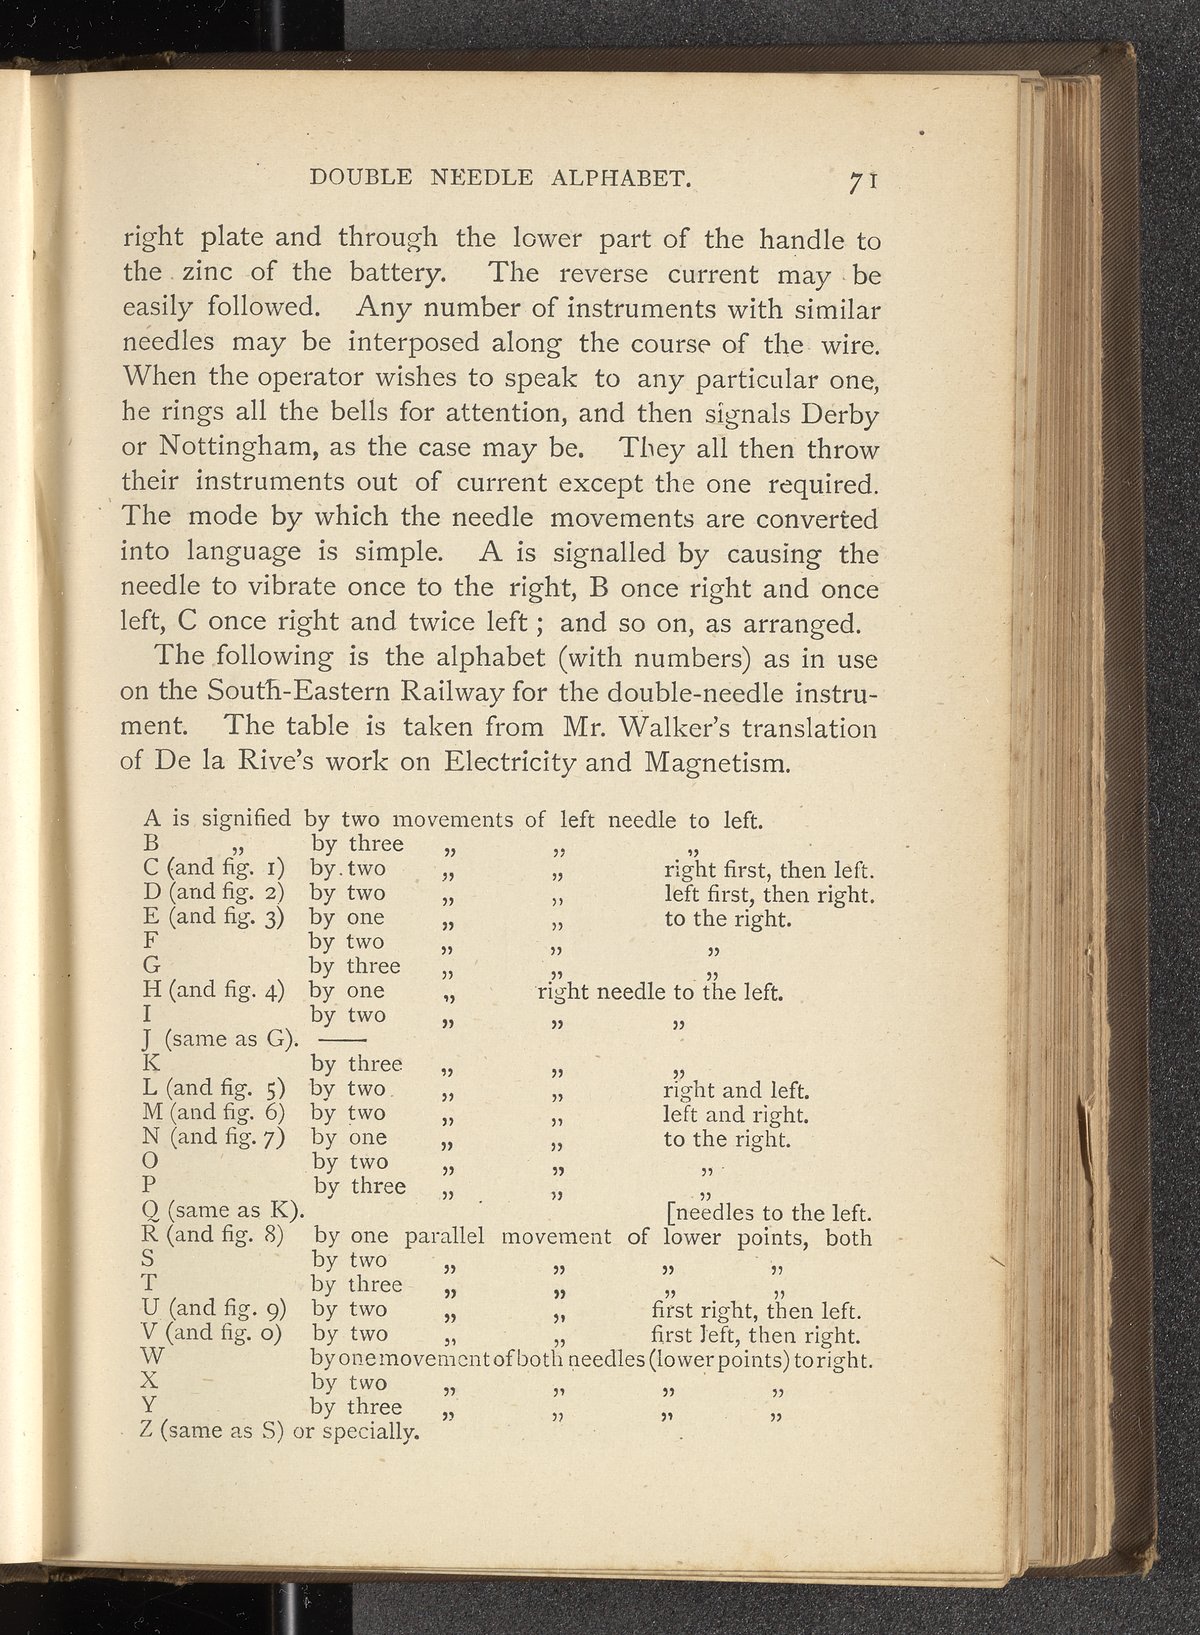 DOUBLE NEEDLE ALPHABET. 71
right plate and through the lower part of the handle to
the zinc of the battery. The reverse current may be
easily followed. Any number of instruments with similar
needles may be interposed along the course of the wire.
When the operator wishes to speak to any particular one,
he rings all the bells for attention, and then signals Derby
or Nottingham, as the case may be. They all then throw
their instruments out of current except the one required.
The mode by which the needle movements are converted
into language is simple. A is signalled by causing the
needle to vibrate once to the right, B once right and once
left, C once right and twice left; and so on, as arranged.
The following is the alphabet (with numbers) as in use
on the South-Eastern Railway for the double-needle instru-
ment. The table is taken from Mr. Walker's translation
of De la Rive's work on Electricity and Magnetism.
A is signified by two movements of left needle to left.
B „ by three „ „ „
C (and fig. 1) by two „ „ right first, then left.
D (and fig. 2) by two „ „ left first, then right.
E (and fig. 3) by one „ „ to the right.
F by two „ „ „
G by three „ „ „
H (and fig. 4) by one „ right needle to the left.
I by two „ „ „
J (same as G). ——
K by three „ „ „
L (and fig. 5) by two „ „ right and left.
M (and fig. 6) by two „ „ left and right.
N (and fig. 7) by one „ „ to the right.
O by two „ „ „
P by three „ „ „
Q (same as K). [needles to the left.
R (and fig. 8) by one parallel movement of lower points, both
S by two „ „ „ „
T by three „ „ „ „
U (and fig. 9) by two „ „ first right, then left.
V (and fig. 0) by two „ „ first left, then right.
W by one movement of both needles (lower points) to right.
X by two „ „ „ „
Y by three „ „ „ „
Z (same as S) or specially.